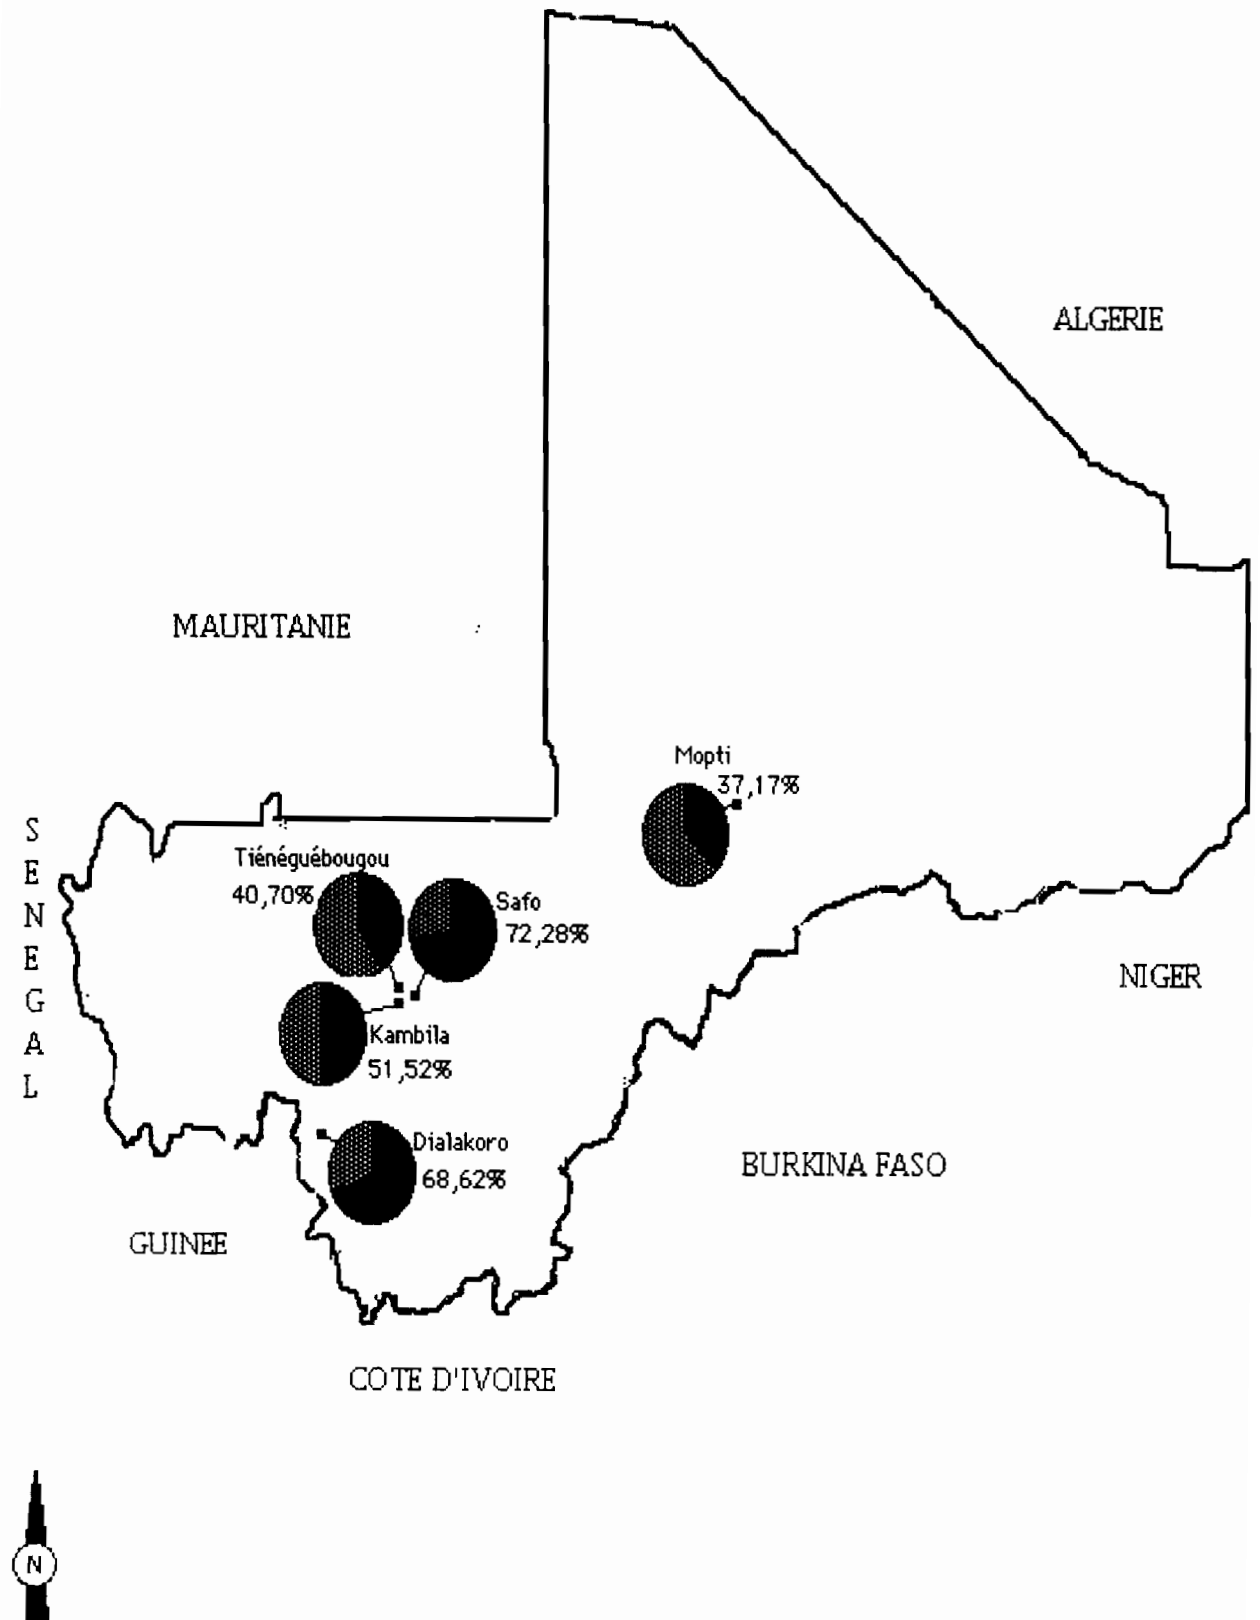 ALGERIE
MAURITANIE
Mopti
37,17%
SENEGAL
Tiénéguébougou
40,70%
Safo
72,28%
NIGER
Kambila
51,52%
Dialakoro
68,62%
BURKINA FASO
GUINEE
COTE D'IVOIRE
N